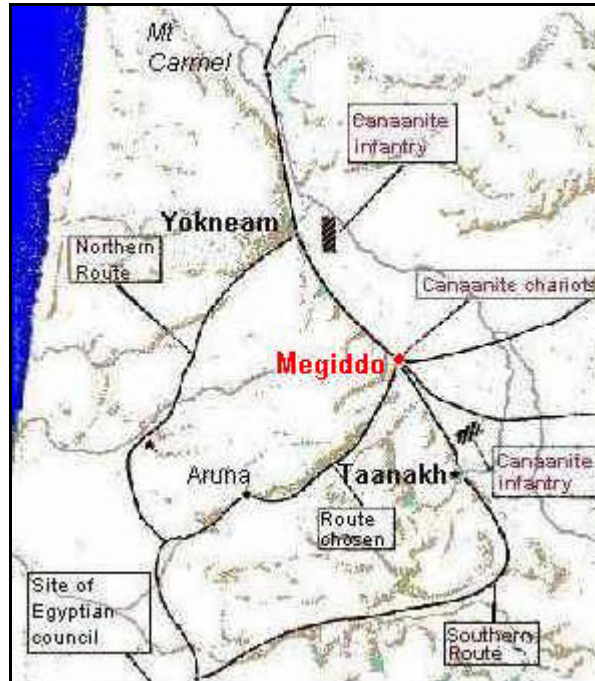 Mt
Carmel
Canaanite
infantry
Yokneam
Northern
Route
Canaanite chariots
Megiddo
Aruna
Taanakh
Canaanite
infantry
Route
chosen
Site of
Egyptian
council
Southern
Route